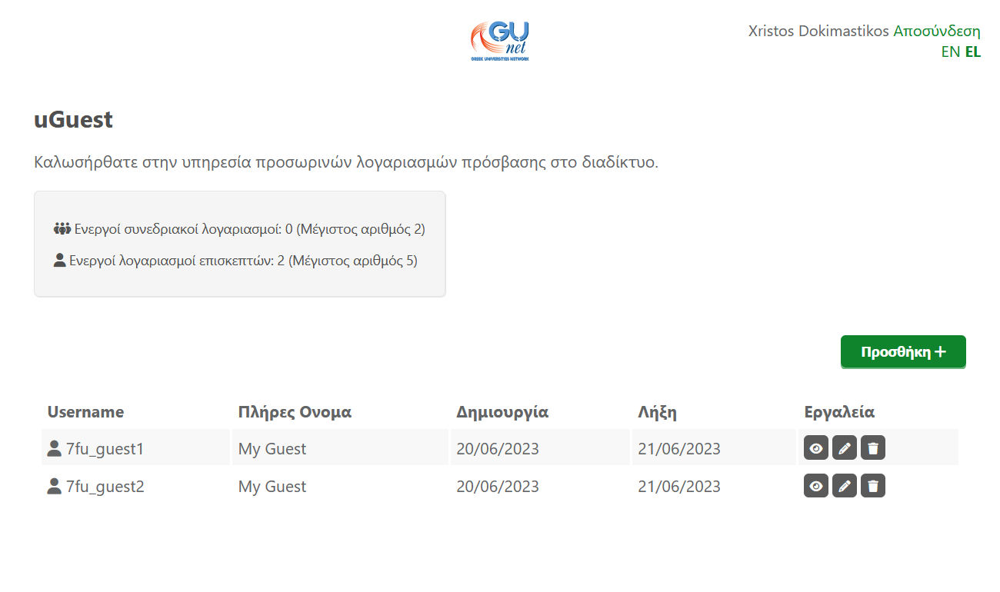 GU
net
GREEK UNIVERSITIES NETWORK
Xristos Dokimastikos Αποσύνδεση
EN EL
uGuest
Καλωσήρθατε στην υπηρεσία προσωρινών λογαριασμών πρόσβασης στο διαδίκτυο.
Ενεργοί συνεδριακοί λογαριασμοί: 0 (Μέγιστος αριθμός 2)
Ενεργοί λογαριασμοί επισκεπτών: 2 (Μέγιστος αριθμός 5)
Προσθήκη +
Username Πλήρες Ονομα Δημιουργία Λήξη Εργαλεία
7fu_guest1 My Guest 20/06/2023 21/06/2023
7fu_guest2 My Guest 20/06/2023 21/06/2023